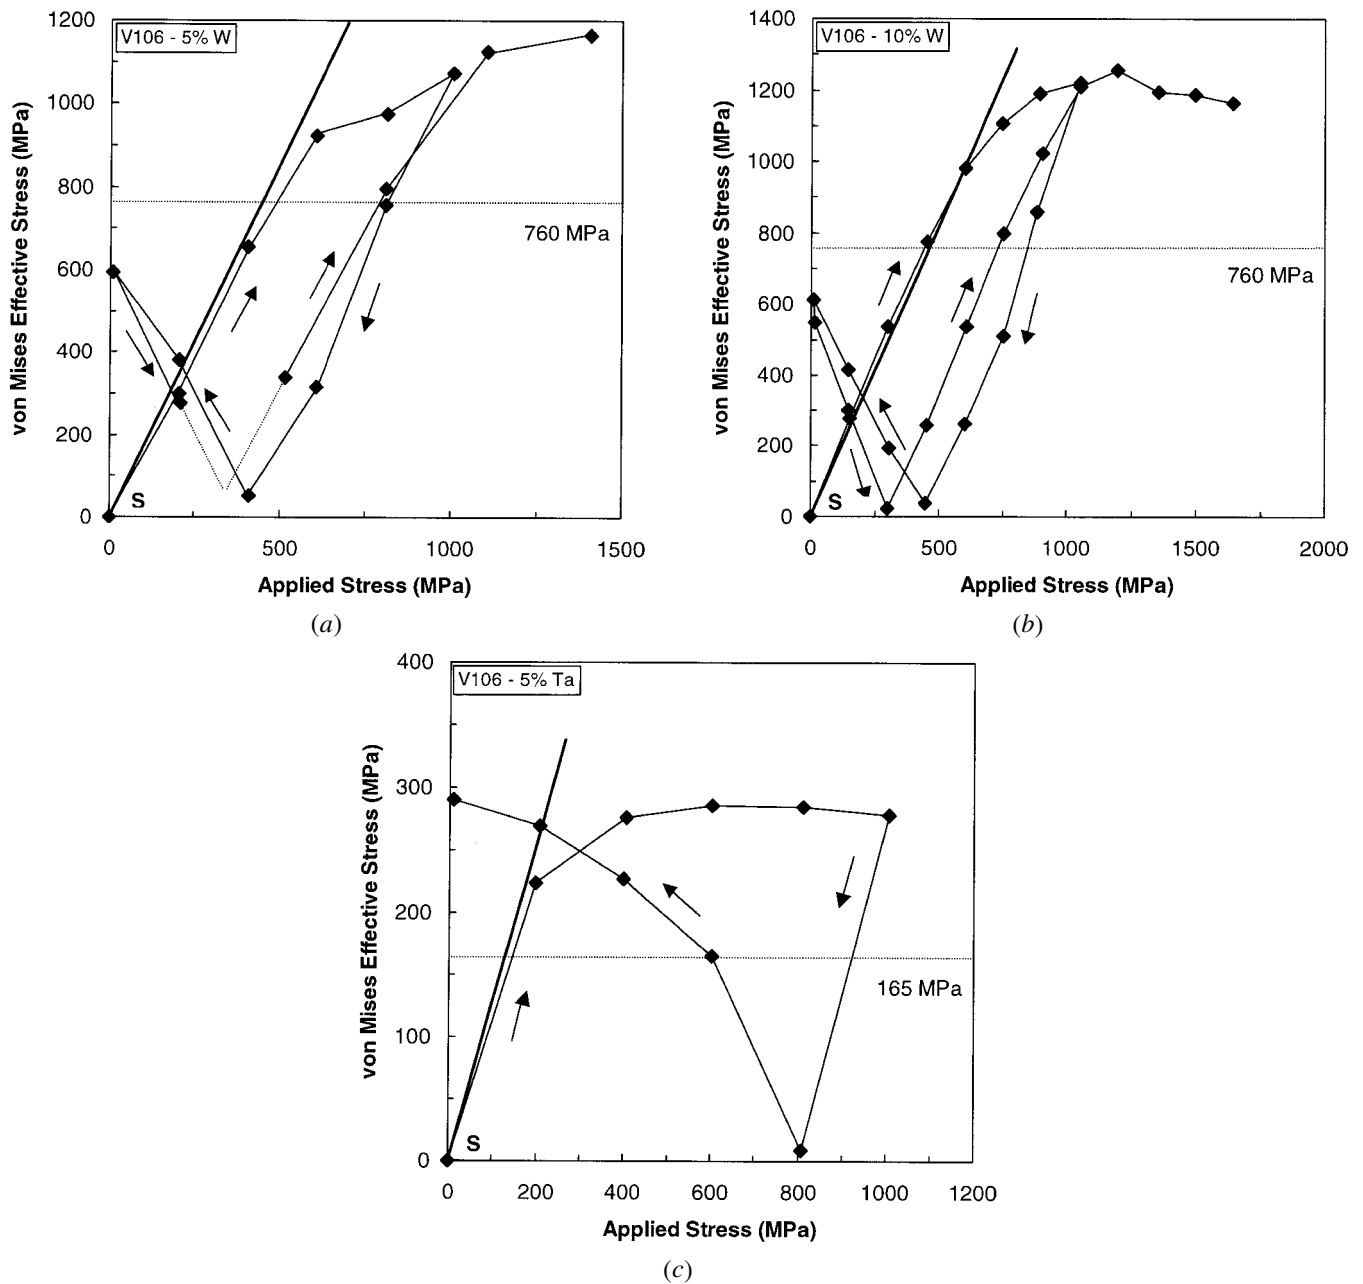 V106 - 5% W
von Mises Effective Stress (MPa)
1200
1000
800
600
400
200
0
760 MPa
S
0 500 1000 1500
Applied Stress (MPa)
(a)
V106 - 10% W
von Mises Effective Stress (MPa)
1400
1200
1000
800
600
400
200
0
760 MPa
S
0 500 1000 1500 2000
Applied Stress (MPa)
(b)
V106 - 5% Ta
von Mises Effective Stress (MPa)
400
300
200
100
0
165 MPa
S
0 200 400 600 800 1000 1200
Applied Stress (MPa)
(c)